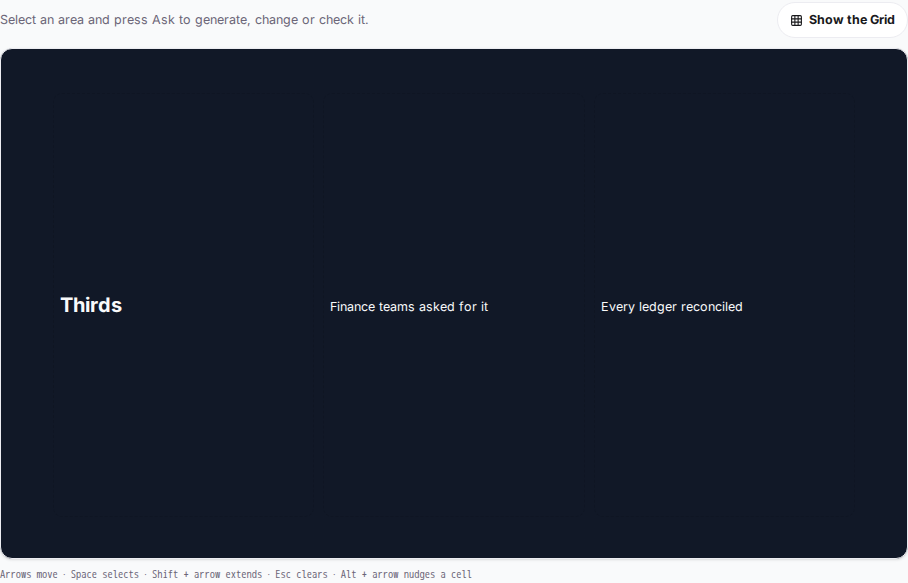 Select an area and press Ask to generate, change or check it.
Show the Grid
Thirds
Finance teams asked for it
Every ledger reconciled
Arrows move · Space selects · Shift + arrow extends · Esc clears · Alt + arrow nudges a cell